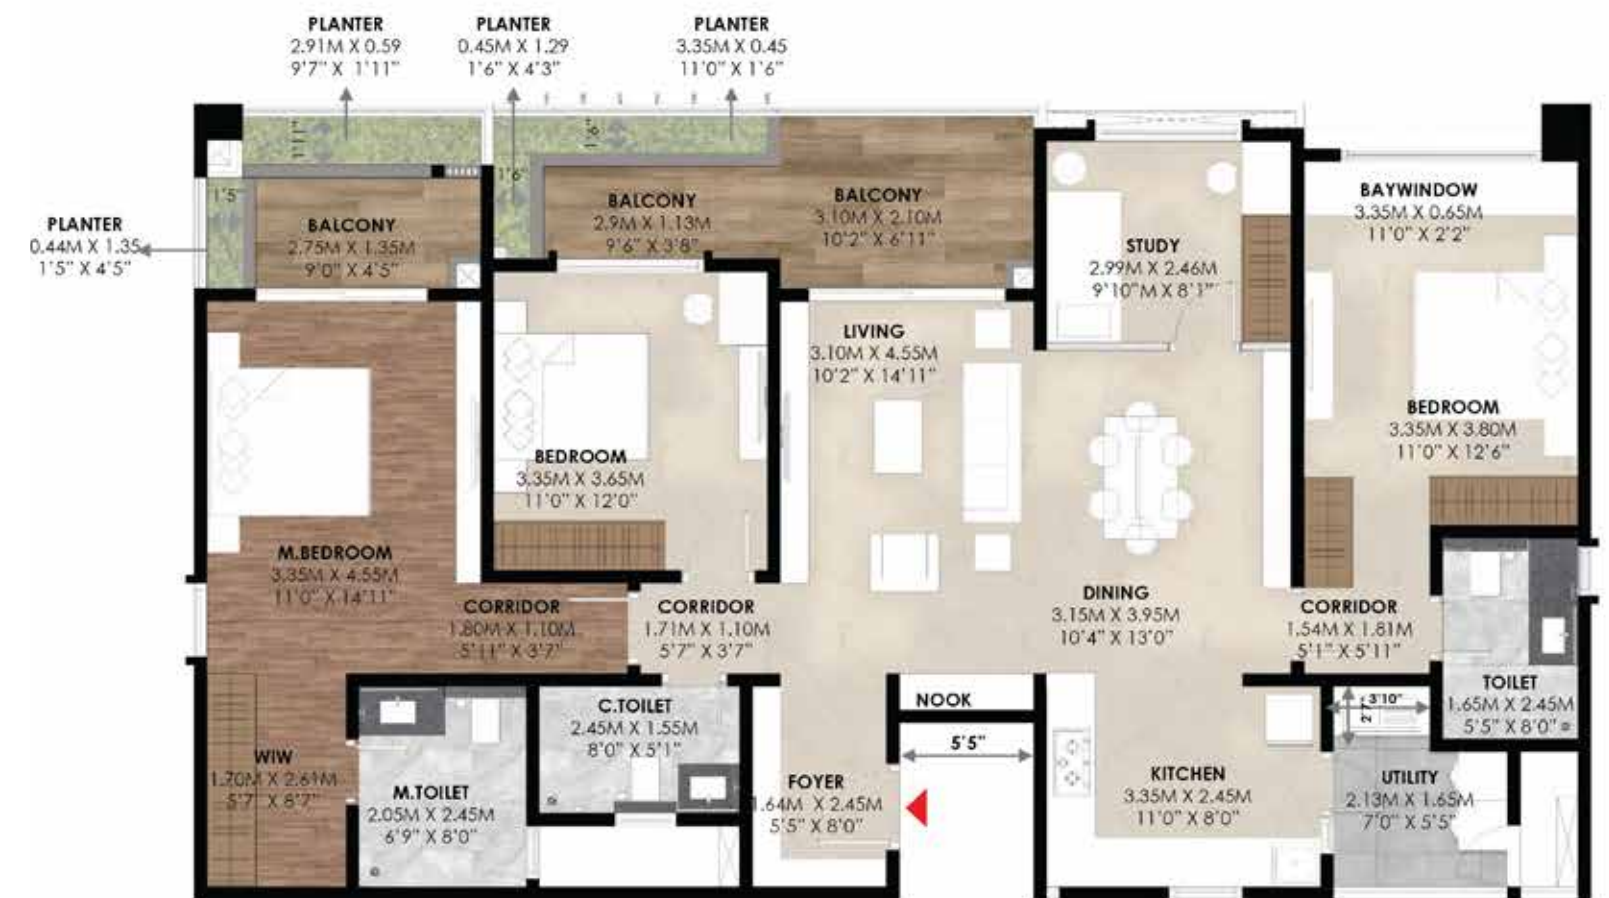 PLANTER
2.91M X 0.59
9'7" X 1'11"
PLANTER
0.45M X 1.29
1'6" X 4'3"
PLANTER
3.35M X 0.45
11'0" X 1'6"
1'11"
1'6"
1'5"
1'6"
PLANTER
0.44M X 1.35
1'5" X 4'5"
BALCONY
2.75M X 1.35M
9'0" X 4'5"
BALCONY
2.9M X 1.13M
9'6" X 3'8"
BALCONY
3.10M X 2.10M
10'2" X 6'11"
STUDY
2.99M X 2.46M
9'10"M X 8'1"
BAYWINDOW
3.35M X 0.65M
11'0" X 2'2"
LIVING
3.10M X 4.55M
10'2" X 14'11"
BEDROOM
3.35M X 3.65M
11'0" X 12'0"
BEDROOM
3.35M X 3.80M
11'0" X 12'6"
M.BEDROOM
3.35M X 4.55M
11'0" X 14'11"
CORRIDOR
1.80M X 1.10M
5'11" X 3'7"
CORRIDOR
1.71M X 1.10M
5'7" X 3'7"
DINING
3.15M X 3.95M
10'4" X 13'0"
CORRIDOR
1.54M X 1.81M
5'1" X 5'11"
TOILET
1.65M X 2.45M
5'5" X 8'0"
C.TOILET
2.45M X 1.55M
8'0" X 5'1"
NOOK
5'5"
3'10"
WIW
1.70M X 2.61M
5'7" X 8'7"
M.TOILET
2.05M X 2.45M
6'9" X 8'0"
FOYER
1.64M X 2.45M
5'5" X 8'0"
KITCHEN
3.35M X 2.45M
11'0" X 8'0"
UTILITY
2.13M X 1.65M
7'0" X 5'5"